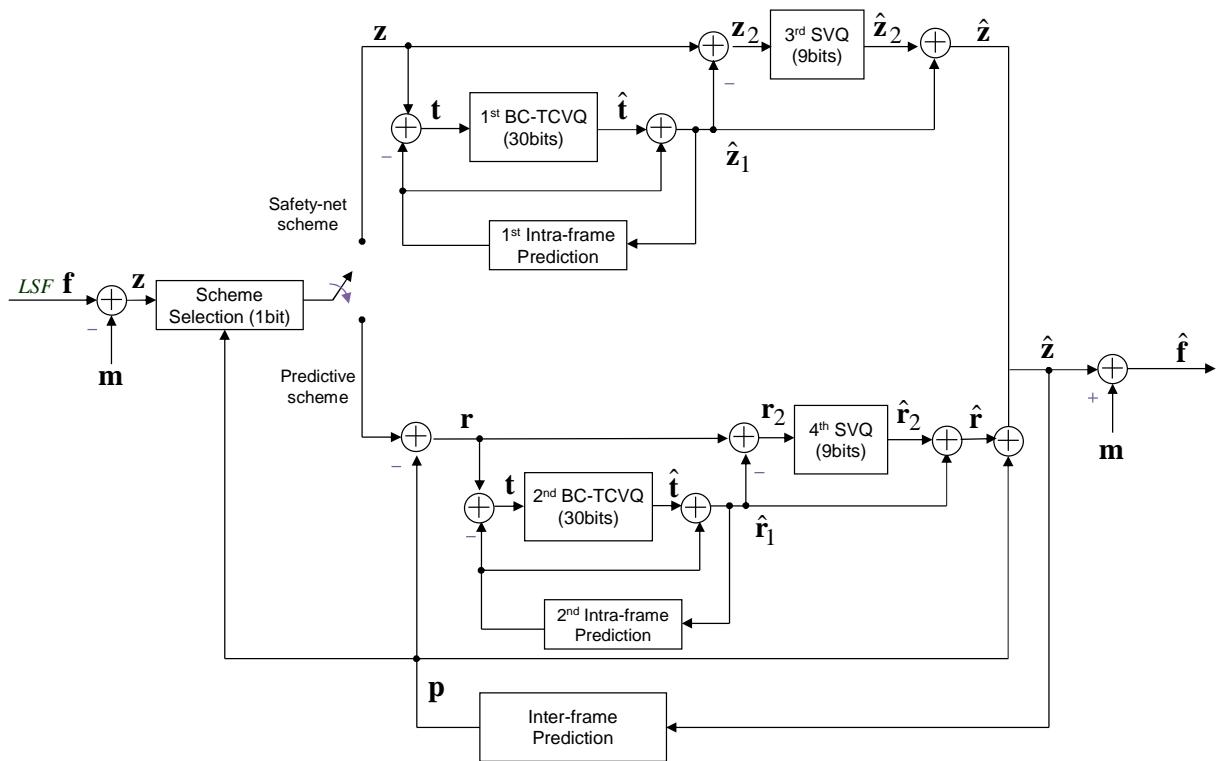 z
z₂
3rd SVQ
(9bits)
ẑ₂
ẑ
−
t
1st BC-TCVQ
(30bits)
t̂
−
ẑ₁
Safety-net
scheme
1st Intra-frame
Prediction
LSF f
z
Scheme
Selection (1bit)
−
m
ẑ
f̂
+
m
Predictive
scheme
r
r₂
4th SVQ
(9bits)
r̂₂
r̂
−
−
t
2nd BC-TCVQ
(30bits)
t̂
−
r̂₁
2nd Intra-frame
Prediction
p
Inter-frame
Prediction